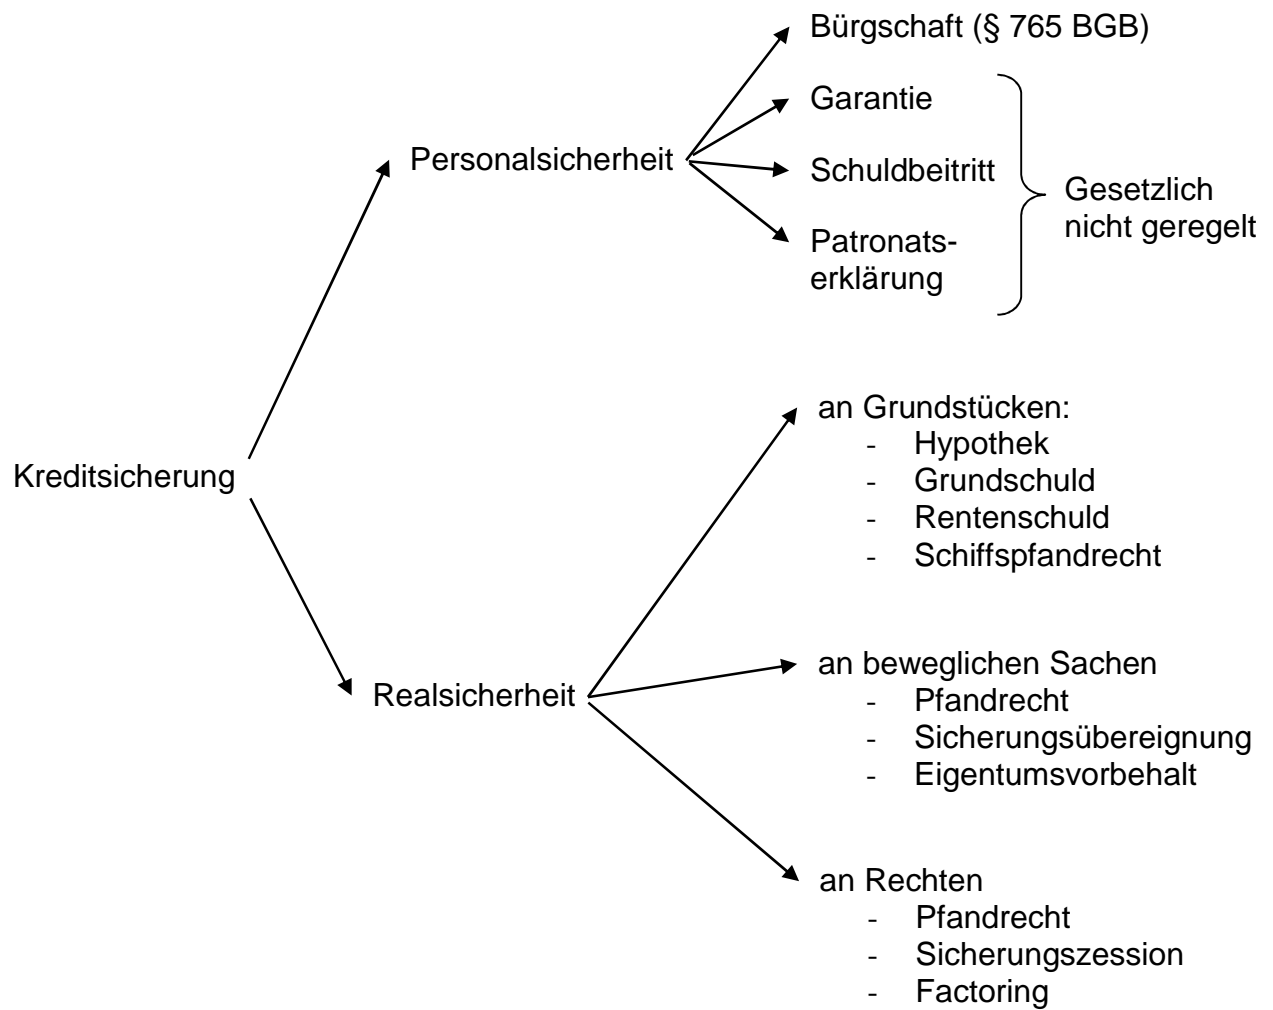 Bürgschaft (§ 765 BGB)
Garantie
Personalsicherheit
Schuldbeitritt
Gesetzlich
nicht geregelt
Patronats-
erklärung
an Grundstücken:
- Hypothek
Kreditsicherung
- Grundschuld
- Rentenschuld
- Schiffspfandrecht
an beweglichen Sachen
Realsicherheit
- Pfandrecht
- Sicherungsübereignung
- Eigentumsvorbehalt
an Rechten
- Pfandrecht
- Sicherungszession
- Factoring